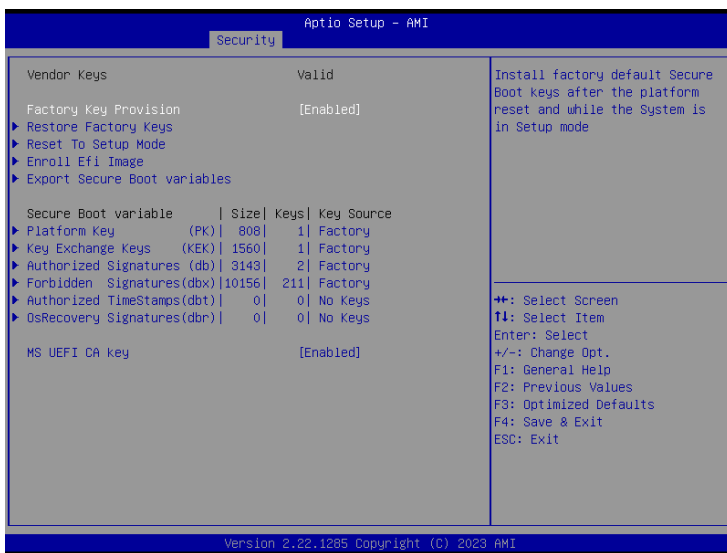 Aptio Setup – AMI
Security
Vendor Keys Valid
Factory Key Provision [Enabled]
Restore Factory Keys
Reset To Setup Mode
Enroll Efi Image
Export Secure Boot variables
Secure Boot variable | Size| Keys| Key Source
Platform Key (PK)| 808| 1| Factory
Key Exchange Keys (KEK)| 1560| 1| Factory
Authorized Signatures (db)| 3143| 2| Factory
Forbidden Signatures(dbx)|10156| 211| Factory
Authorized TimeStamps(dbt)| 0| 0| No Keys
OsRecovery Signatures(dbr)| 0| 0| No Keys
MS UEFI CA key [Enabled]
Install factory default Secure
Boot keys after the platform
reset and while the System is
in Setup mode
→←: Select Screen
↑↓: Select Item
Enter: Select
+/-: Change Opt.
F1: General Help
F2: Previous Values
F3: Optimized Defaults
F4: Save & Exit
ESC: Exit
Version 2.22.1285 Copyright (C) 2023 AMI